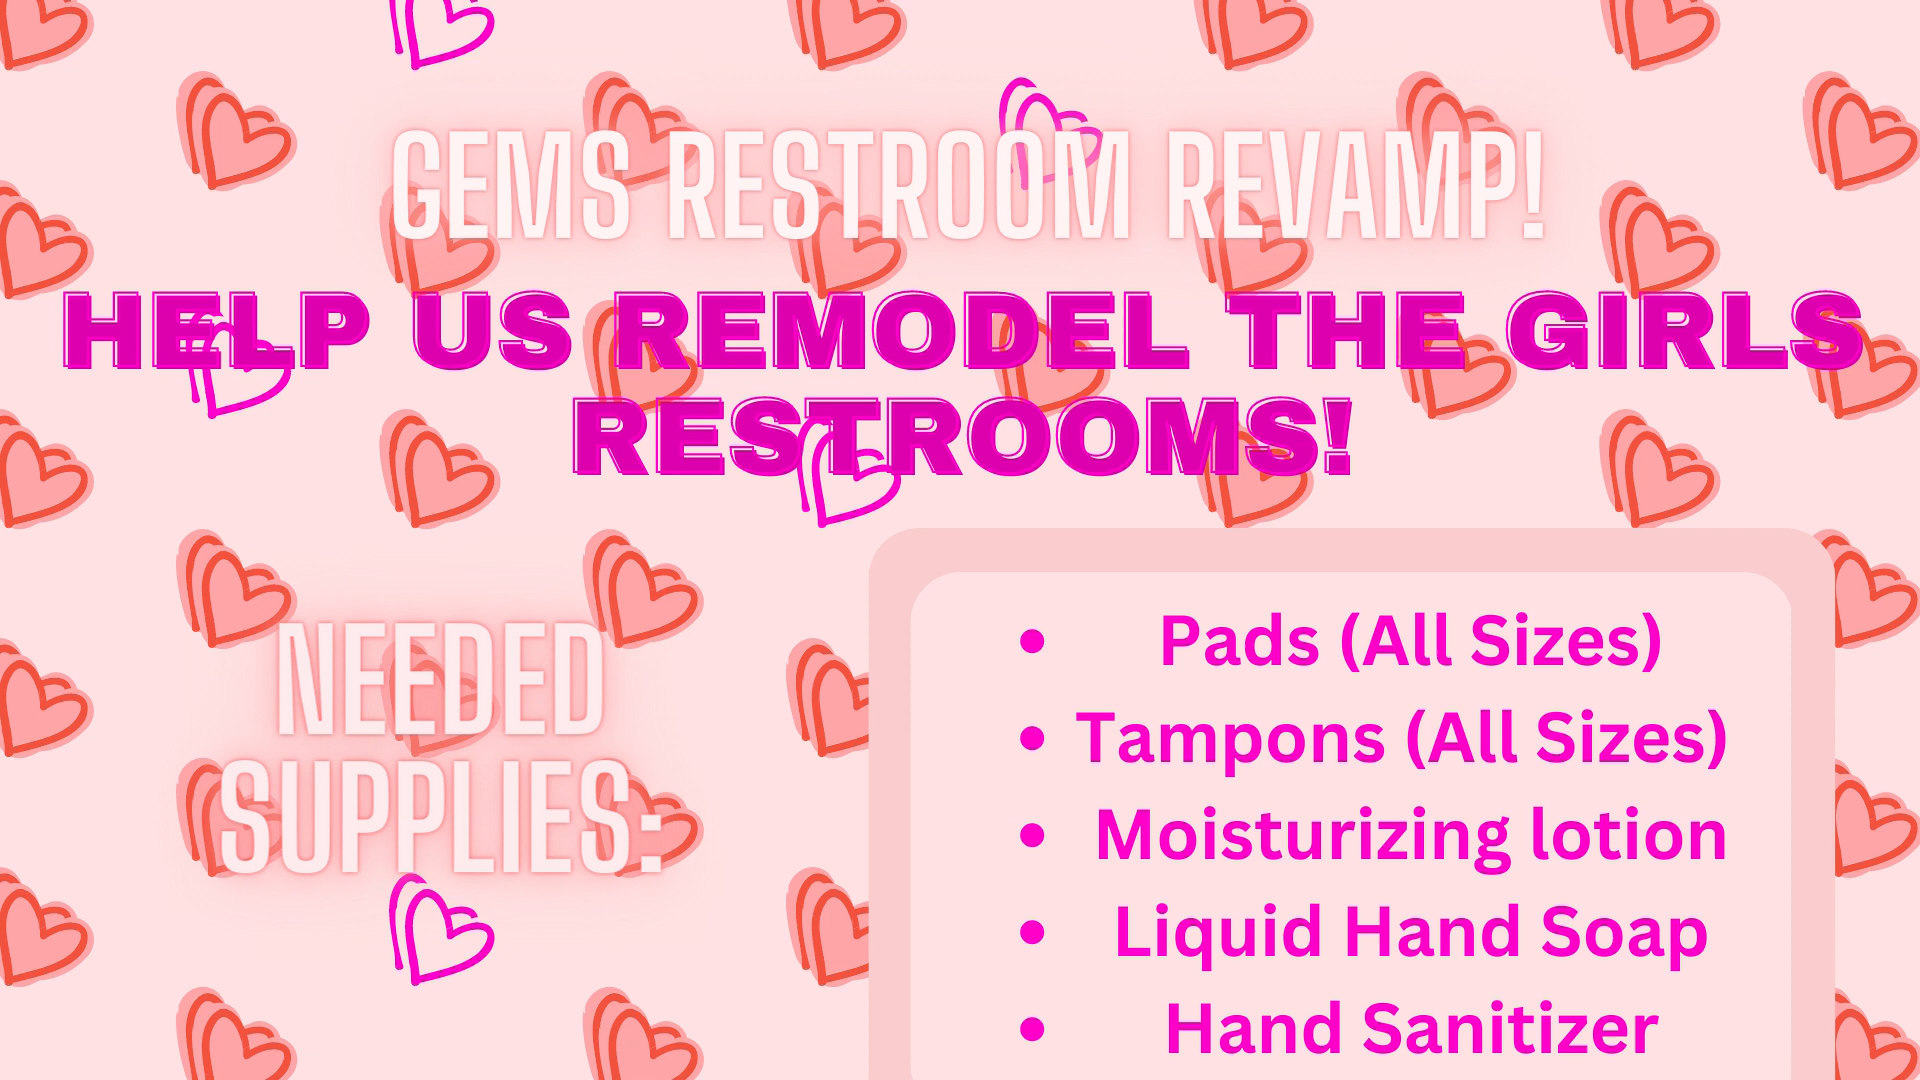 GEMS RESTROOM REVAMP!
HELP US REMODEL THE GIRLS
RESTROOMS!
NEEDED
SUPPLIES:
• Pads (All Sizes)
• Tampons (All Sizes)
• Moisturizing lotion
• Liquid Hand Soap
• Hand Sanitizer